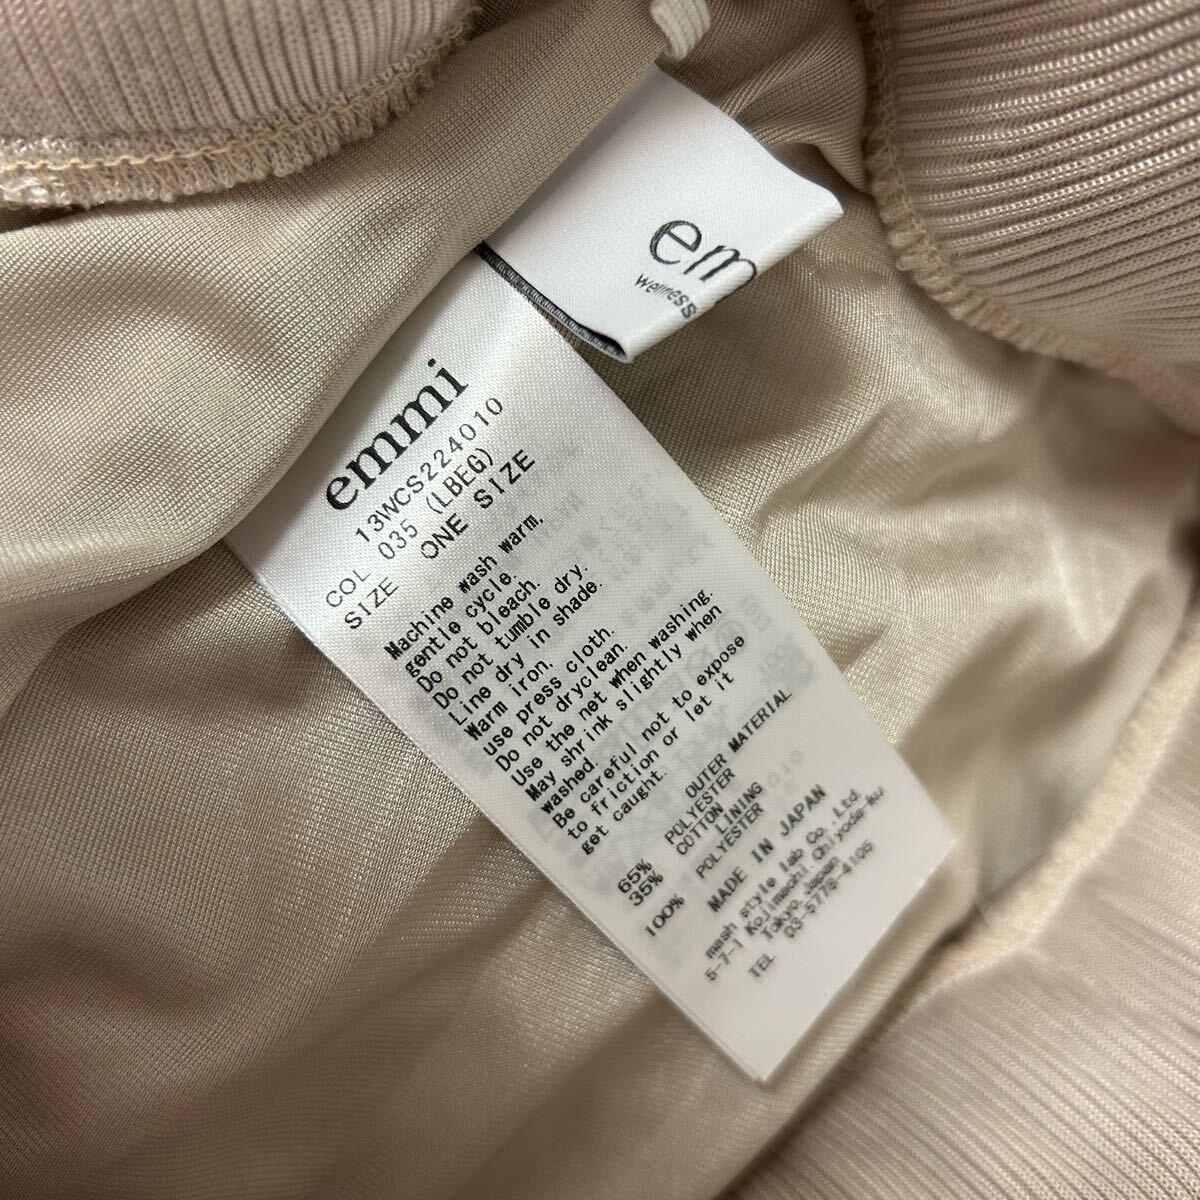 em
wellness
emmi
13WCS224010
COL 035 (LBEG)
SIZE ONE SIZE
Machine wash warm,
gentle cycle.
Do not bleach.
Do not tumble dry.
Line dry in shade.
Warm iron.
use press cloth.
Do not dryclean.
Use the net when washing.
May shrink slightly when
washed.
Be careful not to expose
to friction or let it
get caught.
OUTER MATERIAL
65% POLYESTER
35% COTTON
LINING
100% POLYESTER
MADE IN JAPAN
mash style lab Co.,Ltd.
5-7-1 Kojimachi,Chiyoda-ku
Tokyo,Japan
TEL 03-5778-4105